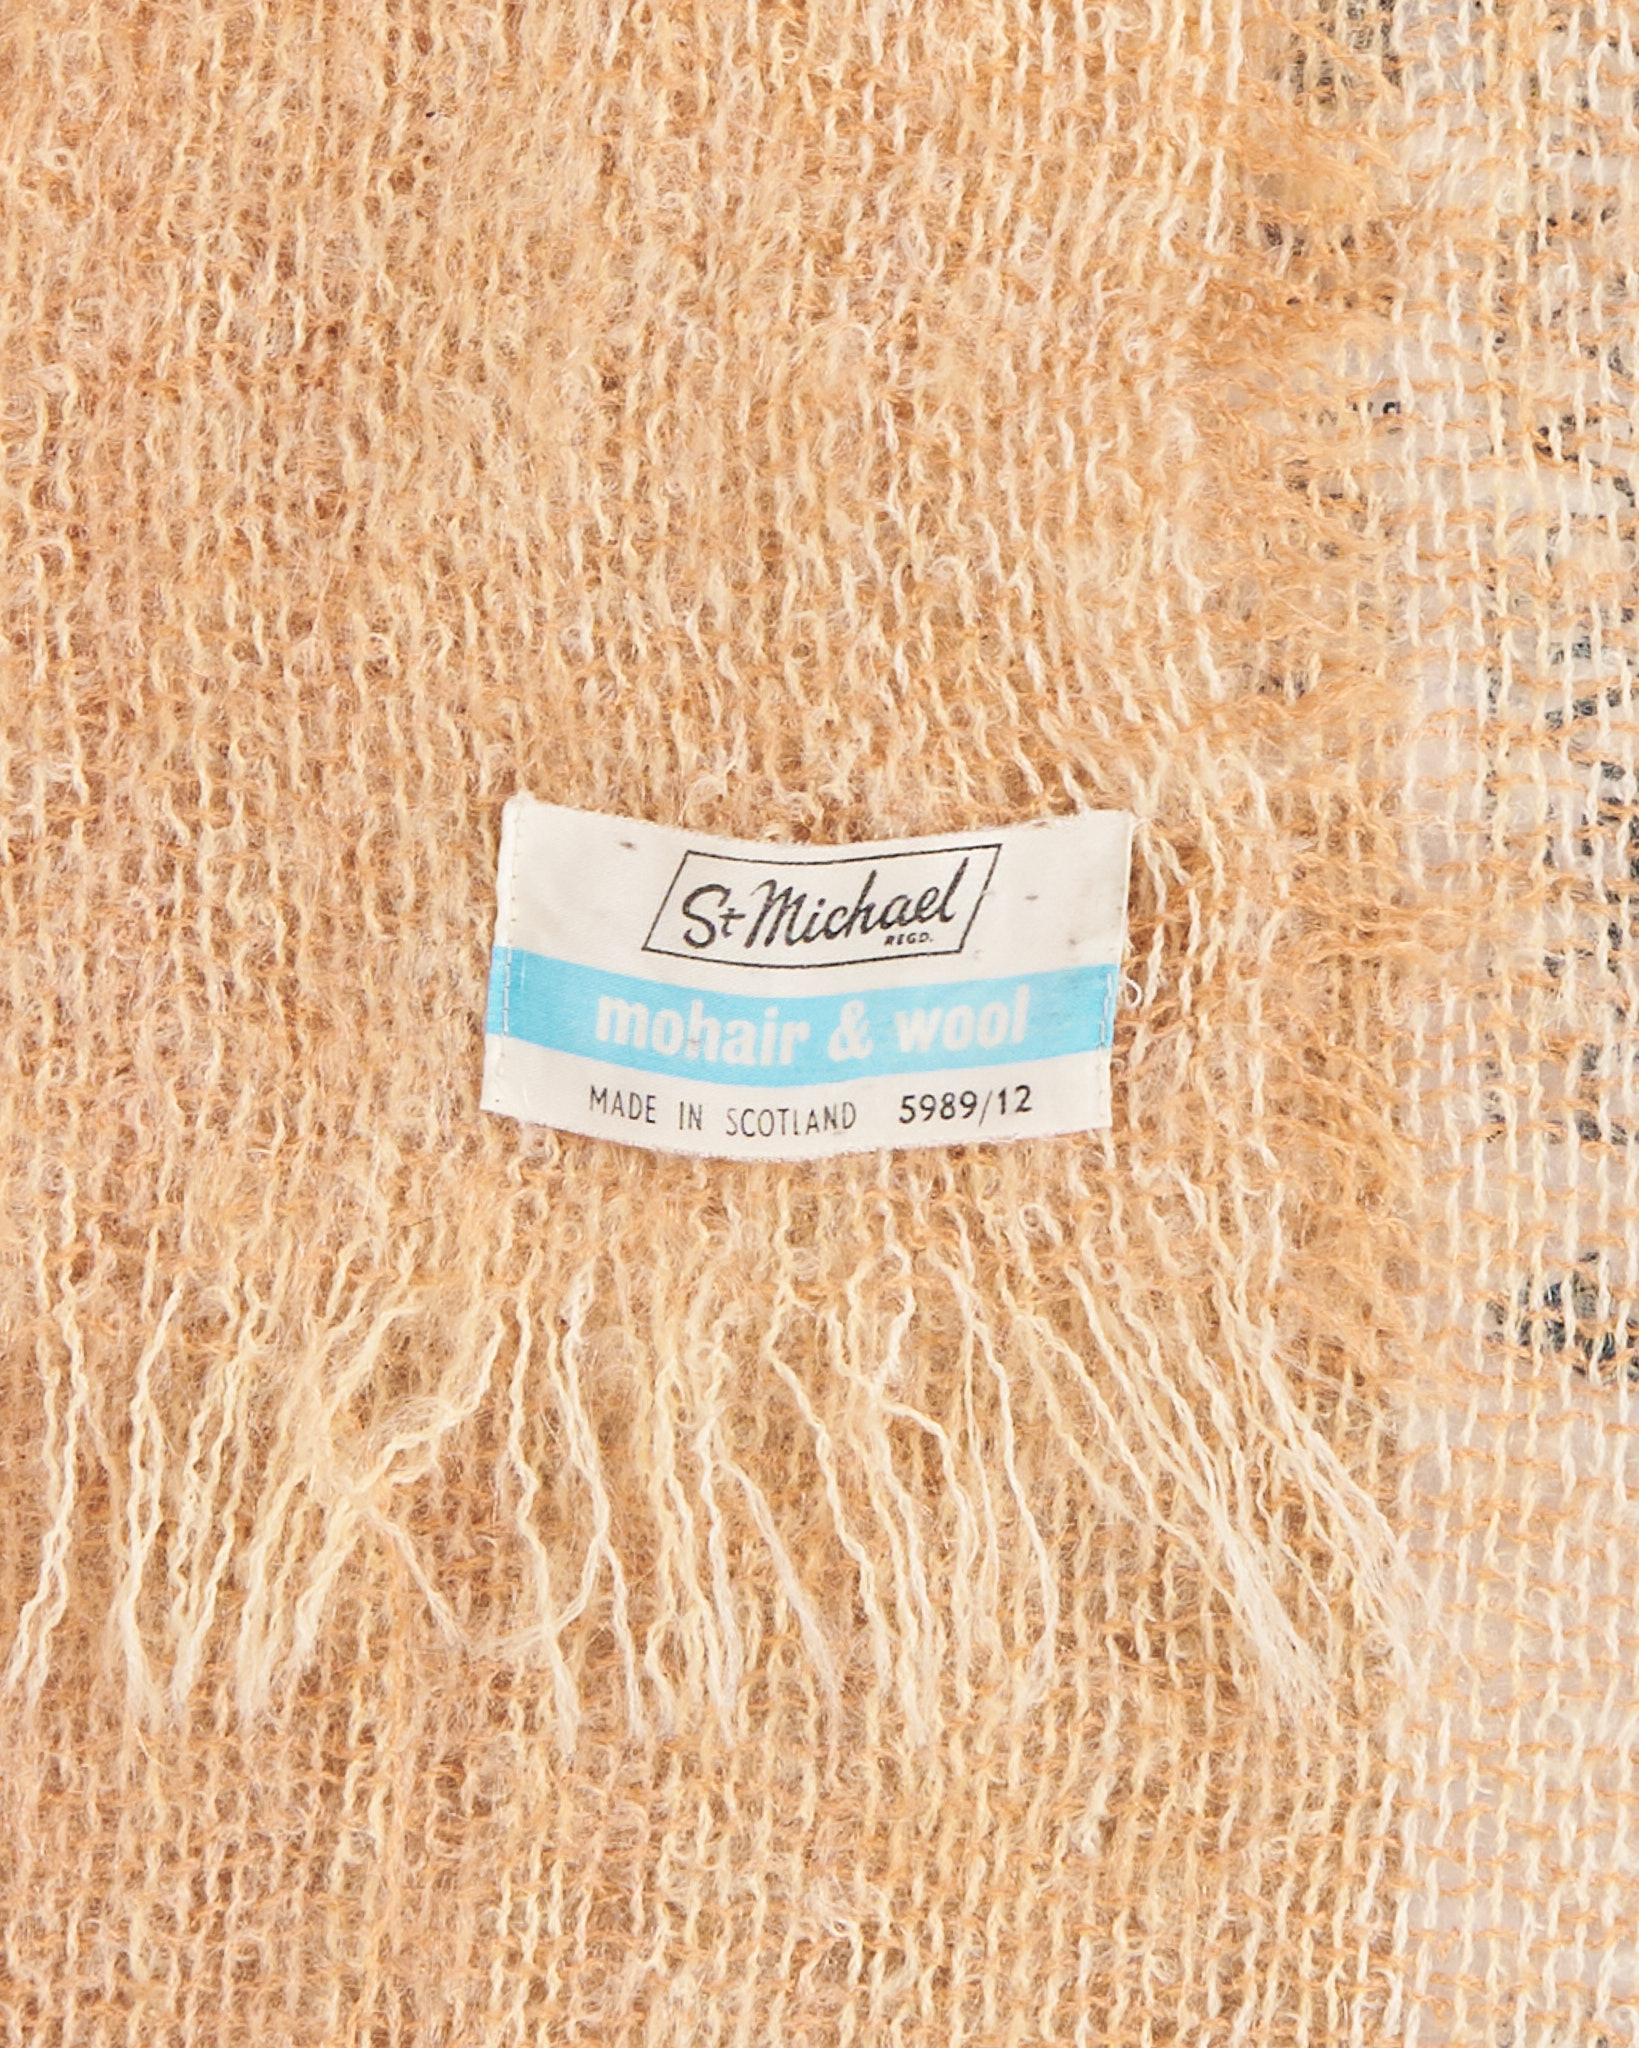 St Michael
REGD.
mohair & wool
MADE IN SCOTLAND 5989/12